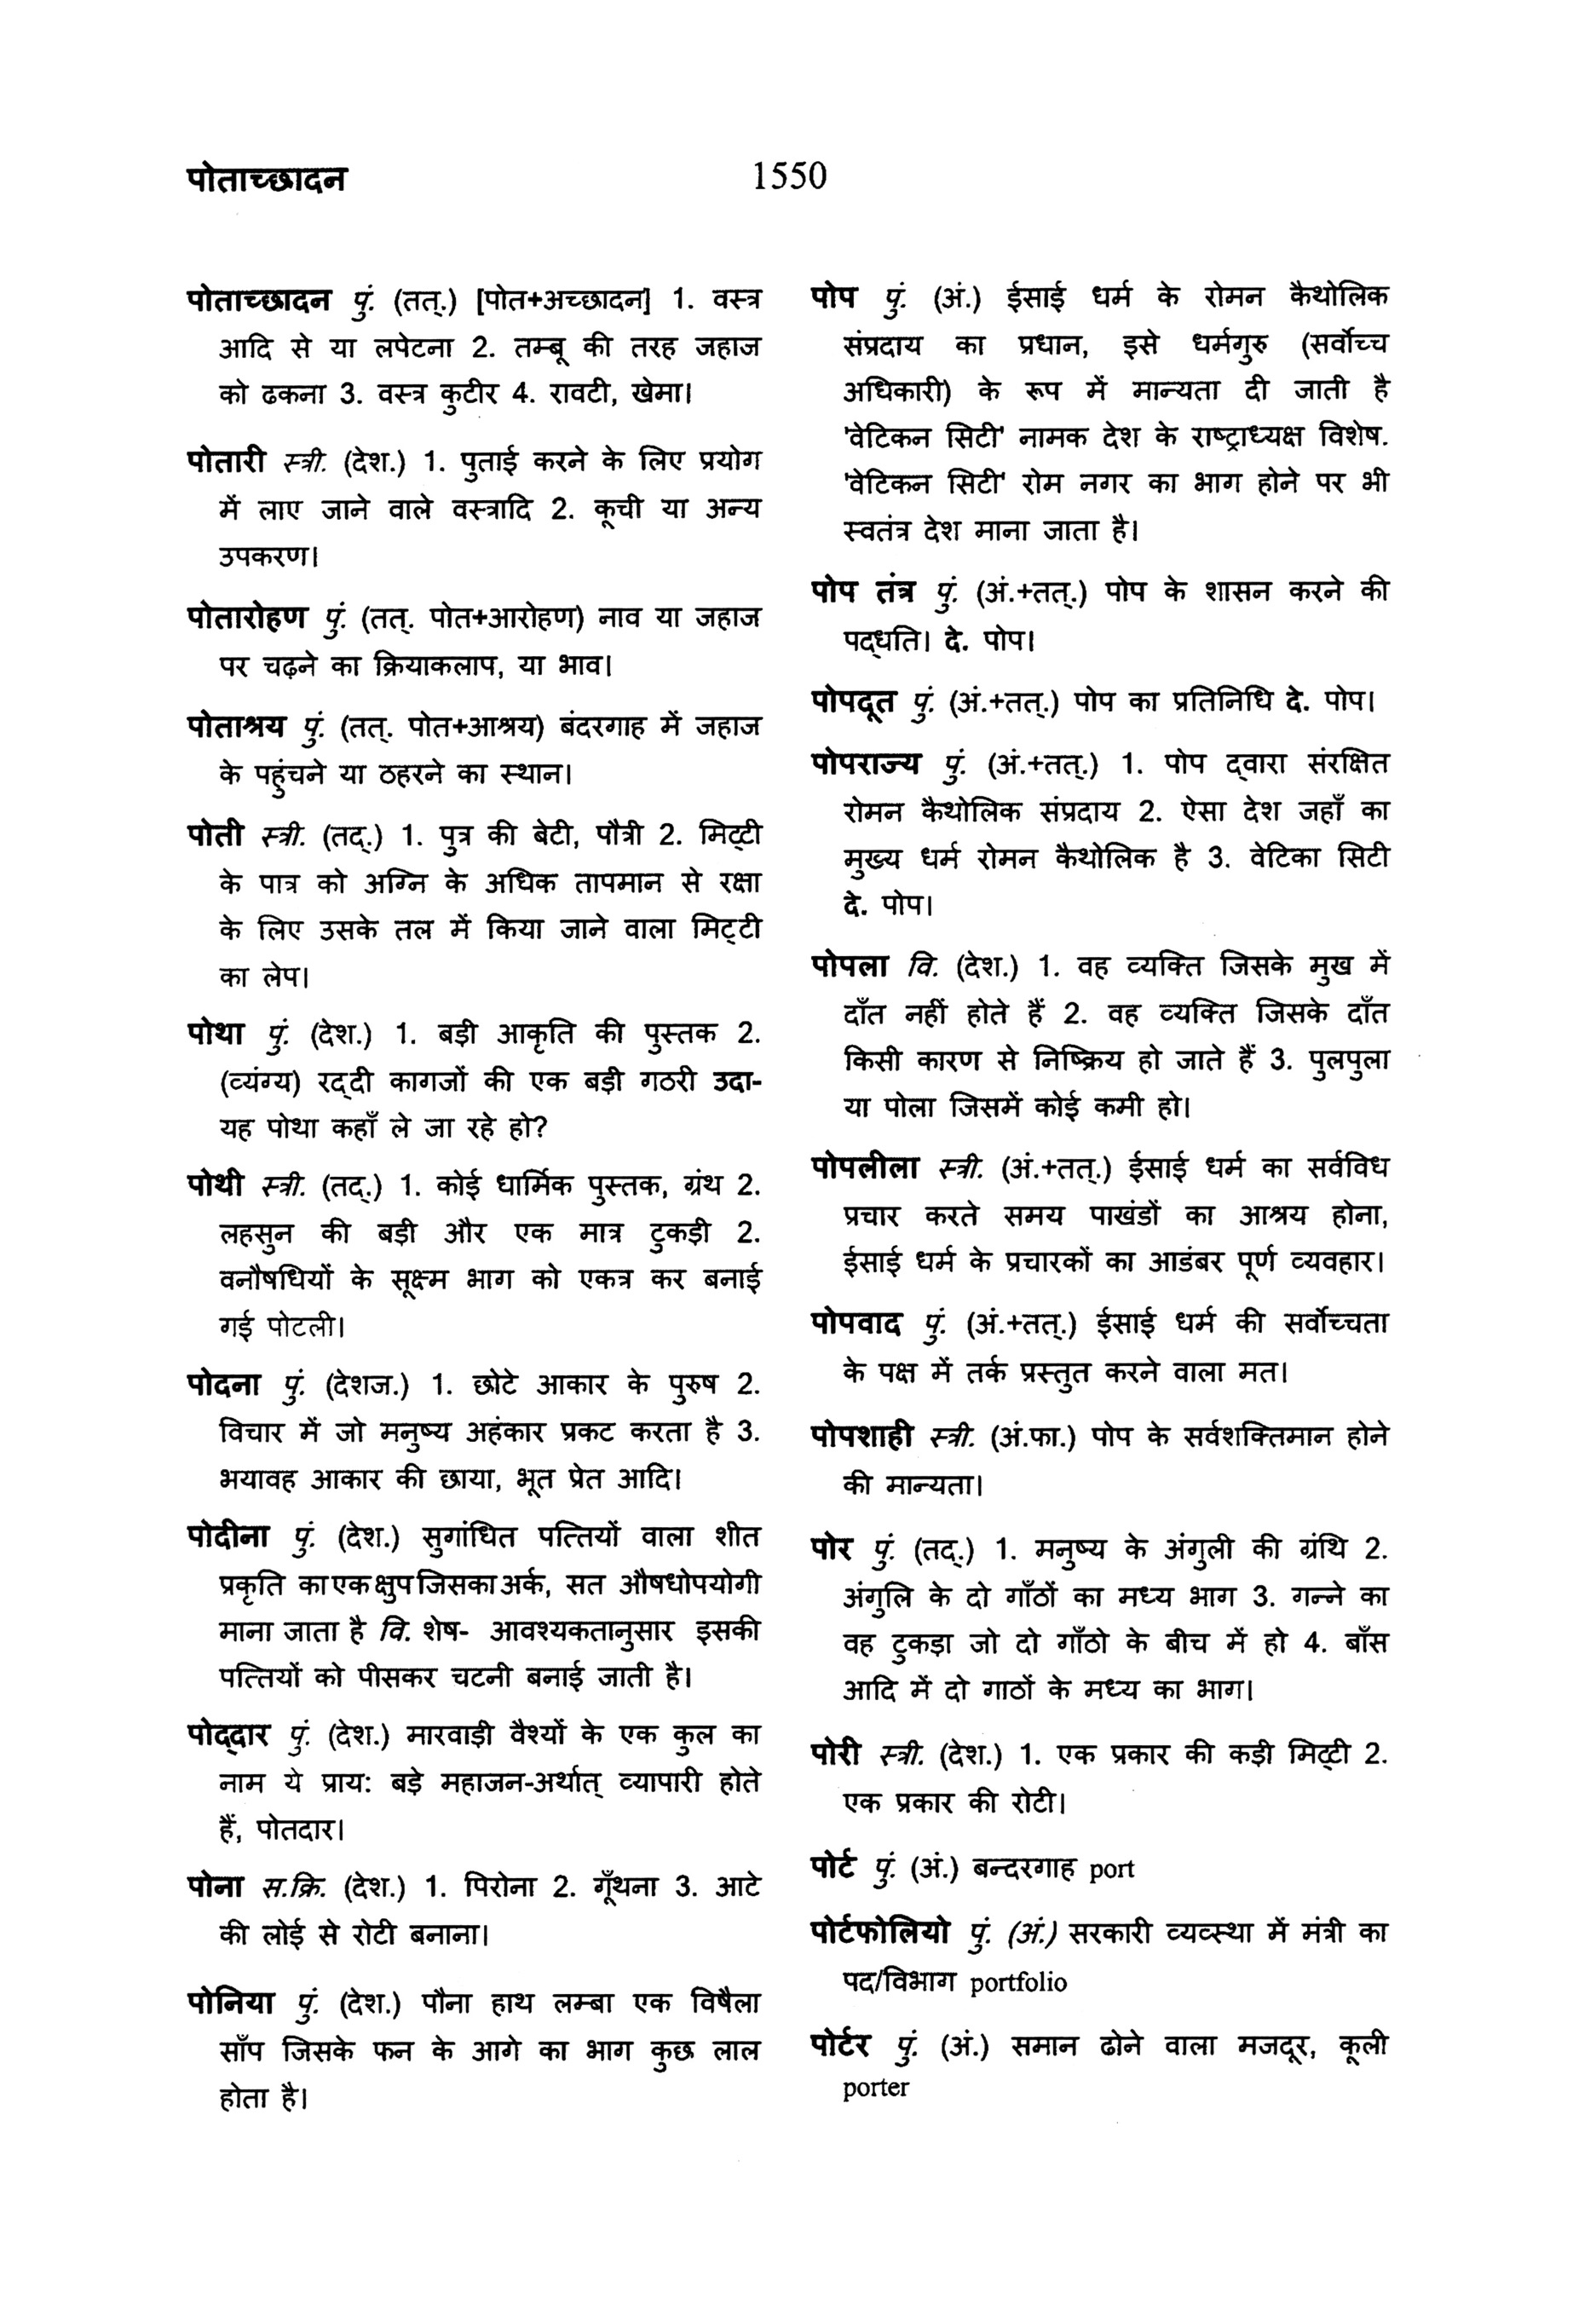 पोताच्छादन
1550
पोताच्छादन पुं. (तत्.) [पोत+अच्छादन] 1. वस्त्र
आदि से या लपेटना 2. तम्बू की तरह जहाज
को ढकना 3. वस्त्र कुटीर 4. रावटी, खेमा।
पोतारी स्त्री. (देश.) 1. पुताई करने के लिए प्रयोग
में लाए जाने वाले वस्त्रादि 2. कूची या अन्य
उपकरण।
पोतारोहण पुं. (तत्. पोत+आरोहण) नाव या जहाज
पर चढ़ने का क्रियाकलाप, या भाव।
पोताश्रय पुं. (तत्. पोत+आश्रय) बंदरगाह में जहाज
के पहुंचने या ठहरने का स्थान।
पोती स्त्री. (तद्.) 1. पुत्र की बेटी, पौत्री 2. मिट्टी
के पात्र को अग्नि के अधिक तापमान से रक्षा
के लिए उसके तल में किया जाने वाला मिट्टी
का लेप।
पोथा पुं. (देश.) 1. बड़ी आकृति की पुस्तक 2.
(व्यंग्य) रद्दी कागजों की एक बड़ी गठरी उदा-
यह पोथा कहाँ ले जा रहे हो?
पोथी स्त्री. (तद्.) 1. कोई धार्मिक पुस्तक, ग्रंथ 2.
लहसुन की बड़ी और एक मात्र टुकड़ी 2.
वनौषधियों के सूक्ष्म भाग को एकत्र कर बनाई
गई पोटली।
पोदना पुं. (देशज.) 1. छोटे आकार के पुरुष 2.
विचार में जो मनुष्य अहंकार प्रकट करता है 3.
भयावह आकार की छाया, भूत प्रेत आदि।
पोदीना पुं. (देश.) सुगांधित पत्तियों वाला शीत
प्रकृति का एक क्षुप जिसका अर्क, सत औषधोपयोगी
माना जाता है वि. शेष- आवश्यकतानुसार इसकी
पत्तियों को पीसकर चटनी बनाई जाती है।
पोद्दार पुं. (देश.) मारवाड़ी वैश्यों के एक कुल का
नाम ये प्राय: बड़े महाजन-अर्थात् व्यापारी होते
हैं, पोतदार।
पोना स.क्रि. (देश.) 1. पिरोना 2. गूँथना 3. आटे
की लोई से रोटी बनाना।
पोनिया पुं. (देश.) पौना हाथ लम्बा एक विषैला
साँप जिसके फन के आगे का भाग कुछ लाल
होता है।
पोप पुं. (अं.) ईसाई धर्म के रोमन कैथोलिक
संप्रदाय का प्रधान, इसे धर्मगुरु (सर्वोच्च
अधिकारी) के रूप में मान्यता दी जाती है
'वेटिकन सिटी' नामक देश के राष्ट्राध्यक्ष विशेष.
'वेटिकन सिटी' रोम नगर का भाग होने पर भी
स्वतंत्र देश माना जाता है।
पोप तंत्र पुं. (अं.+तत्.) पोप के शासन करने की
पद्धति। दे. पोप।
पोपदूत पुं. (अं.+तत्.) पोप का प्रतिनिधि दे. पोप।
पोपराज्य पुं. (अं.+तत्.) 1. पोप द्वारा संरक्षित
रोमन कैथोलिक संप्रदाय 2. ऐसा देश जहाँ का
मुख्य धर्म रोमन कैथोलिक है 3. वेटिका सिटी
दे. पोप।
पोपला वि. (देश.) 1. वह व्यक्ति जिसके मुख में
दाँत नहीं होते हैं 2. वह व्यक्ति जिसके दाँत
किसी कारण से निष्क्रिय हो जाते हैं 3. पुलपुला
या पोला जिसमें कोई कमी हो।
पोपलीला स्त्री. (अं.+तत्.) ईसाई धर्म का सर्वविध
प्रचार करते समय पाखंडों का आश्रय होना,
ईसाई धर्म के प्रचारकों का आडंबर पूर्ण व्यवहार।
पोपवाद पुं. (अं.+तत्.) ईसाई धर्म की सर्वोच्चता
के पक्ष में तर्क प्रस्तुत करने वाला मत।
पोपशाही स्त्री. (अं.फा.) पोप के सर्वशक्तिमान होने
की मान्यता।
पोर पुं. (तद्.) 1. मनुष्य के अंगुली की ग्रंथि 2.
अंगुलि के दो गाँठों का मध्य भाग 3. गन्ने का
वह टुकड़ा जो दो गाँठो के बीच में हो 4. बाँस
आदि में दो गाठों के मध्य का भाग।
पोरी स्त्री. (देश.) 1. एक प्रकार की कड़ी मिट्टी 2.
एक प्रकार की रोटी।
पोर्ट पुं. (अं.) बन्दरगाह port
पोर्टफोलियो पुं. (अं.) सरकारी व्यव्स्था में मंत्री का
पद/विभाग portfolio
पोर्टर पुं. (अं.) समान ढोने वाला मजदूर, कूली
porter